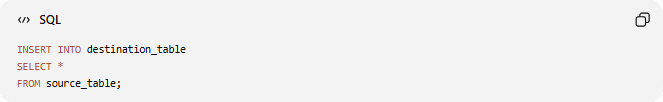 SQL
INSERT INTO destination_table
SELECT *
FROM source_table;